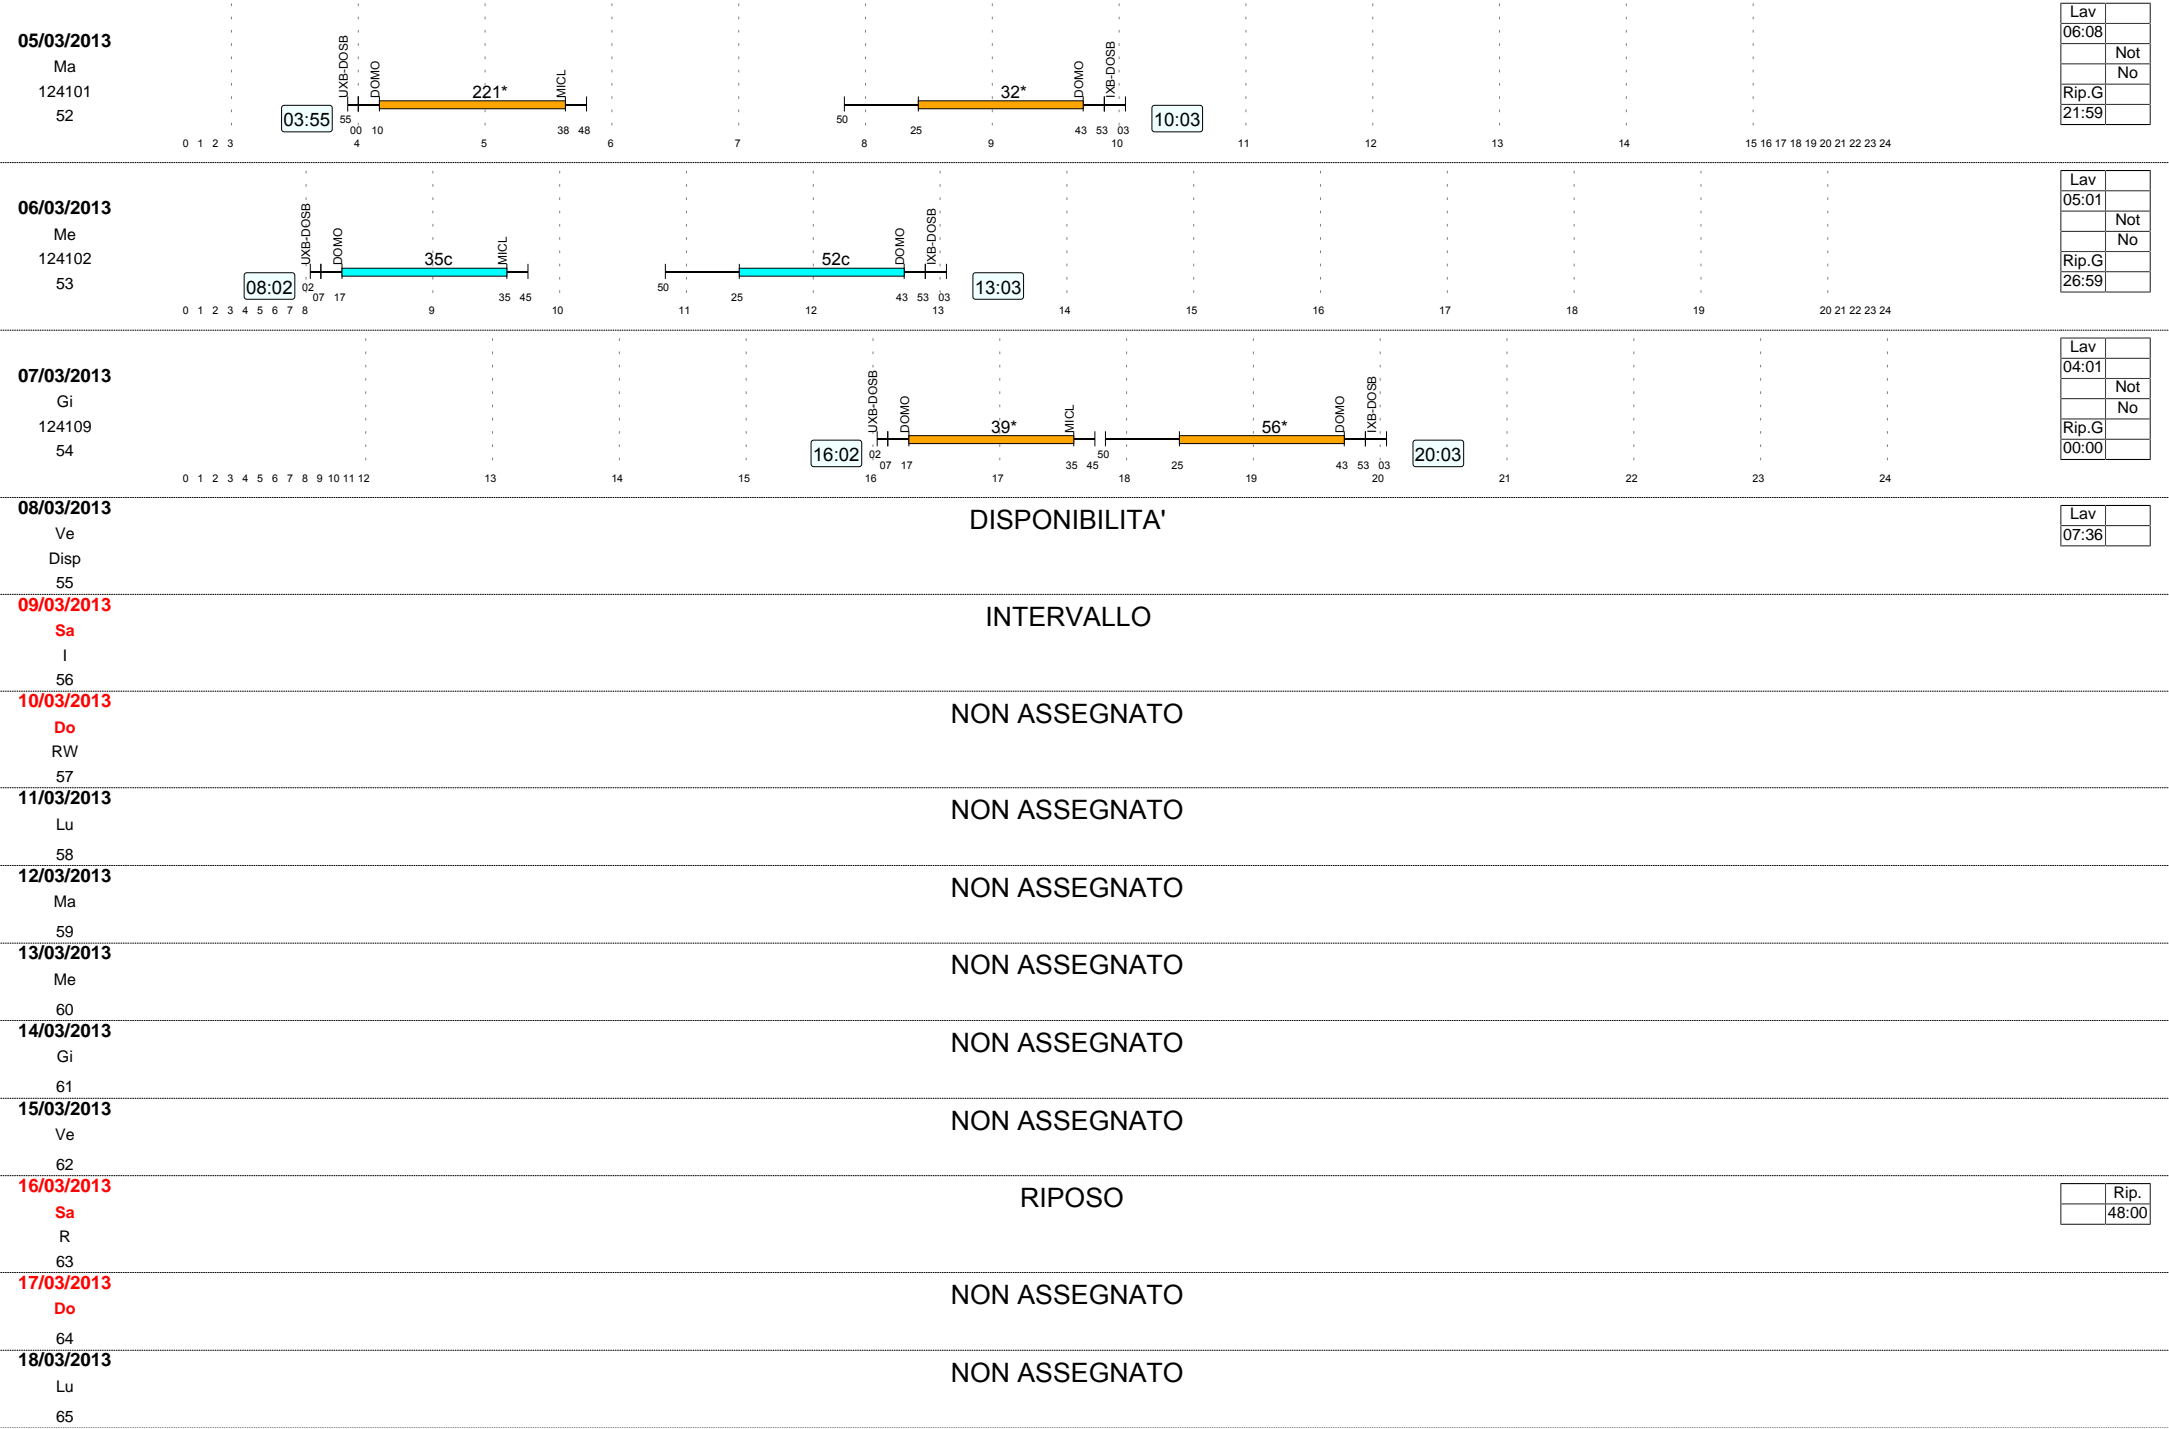 05/03/2013
Ma
124101
52
03:55
UXB-DOSB
DOMO
221*
MICL
32*
DOMO
IXB-DOSB
10:03
55 00 10 38 48 50 25 43 53 03
0 1 2 3 4 5 6 7 8 9 10 11 12 13 14 15 16 17 18 19 20 21 22 23 24
Lav
06:08
Not
No
Rip.G
21:59
06/03/2013
Me
124102
53
08:02
UXB-DOSB
DOMO
35c
MICL
52c
DOMO
IXB-DOSB
13:03
02 07 17 35 45 50 25 43 53 03
0 1 2 3 4 5 6 7 8 9 10 11 12 13 14 15 16 17 18 19 20 21 22 23 24
Lav
05:01
Not
No
Rip.G
26:59
07/03/2013
Gi
124109
54
16:02
UXB-DOSB
DOMO
39*
MICL
56*
DOMO
IXB-DOSB
20:03
02 07 17 35 45 50 25 43 53 03
0 1 2 3 4 5 6 7 8 9 10 11 12 13 14 15 16 17 18 19 20 21 22 23 24
Lav
04:01
Not
No
Rip.G
00:00
08/03/2013
Ve
Disp
55
DISPONIBILITA'
Lav
07:36
09/03/2013
Sa
I
56
INTERVALLO
10/03/2013
Do
RW
57
NON ASSEGNATO
11/03/2013
Lu
58
NON ASSEGNATO
12/03/2013
Ma
59
NON ASSEGNATO
13/03/2013
Me
60
NON ASSEGNATO
14/03/2013
Gi
61
NON ASSEGNATO
15/03/2013
Ve
62
NON ASSEGNATO
16/03/2013
Sa
R
63
RIPOSO
Rip.
48:00
17/03/2013
Do
64
NON ASSEGNATO
18/03/2013
Lu
65
NON ASSEGNATO